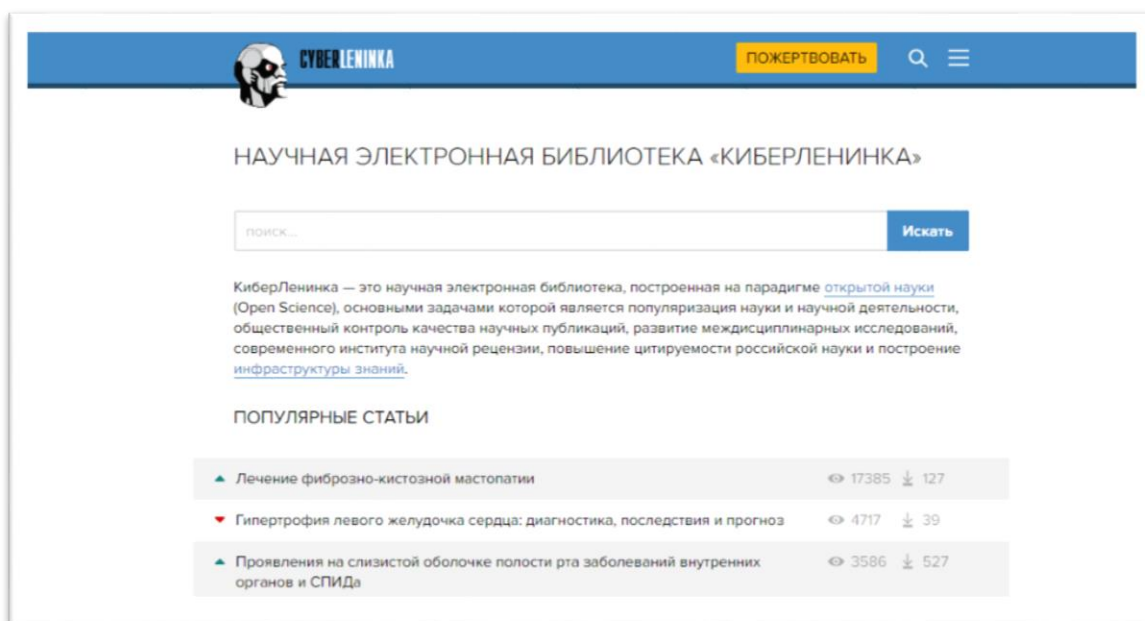 CYBERLENINKA
ПОЖЕРТВОВАТЬ
НАУЧНАЯ ЭЛЕКТРОННАЯ БИБЛИОТЕКА «КИБЕРЛЕНИНКА»
поиск...
Искать
КиберЛенинка — это научная электронная библиотека, построенная на парадигме открытой науки
(Open Science), основными задачами которой является популяризация науки и научной деятельности,
общественный контроль качества научных публикаций, развитие междисциплинарных исследований,
современного института научной рецензии, повышение цитируемости российской науки и построение
инфраструктуры знаний.
ПОПУЛЯРНЫЕ СТАТЬИ
Лечение фиброзно-кистозной мастопатии 17385 127
Гипертрофия левого желудочка сердца: диагностика, последствия и прогноз 4717 39
Проявления на слизистой оболочке полости рта заболеваний внутренних 3586 527
органов и СПИДа